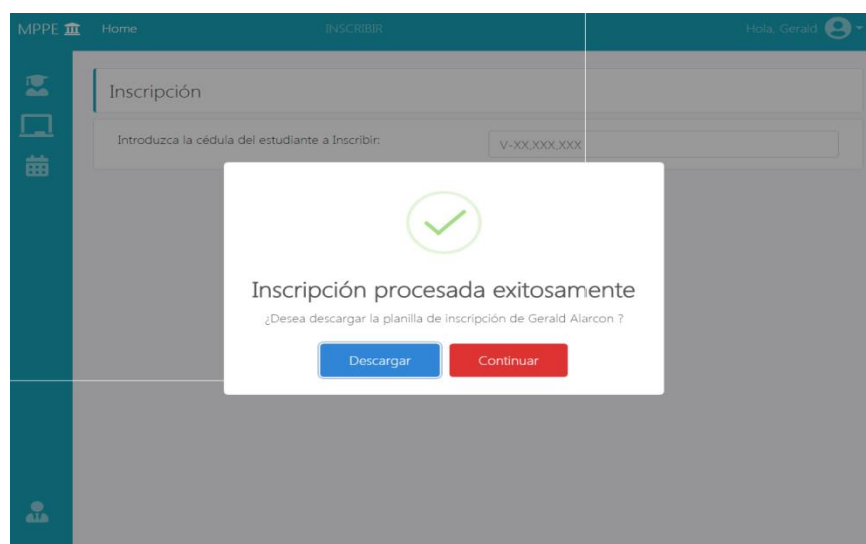 MPPE Home INSCRIBIR Hola, Gerald
Inscripción
Introduzca la cédula del estudiante a Inscribir: V-XX,XXX,XXX
Inscripción procesada exitosamente
¿Desea descargar la planilla de inscripción de Gerald Alarcon ?
Descargar Continuar